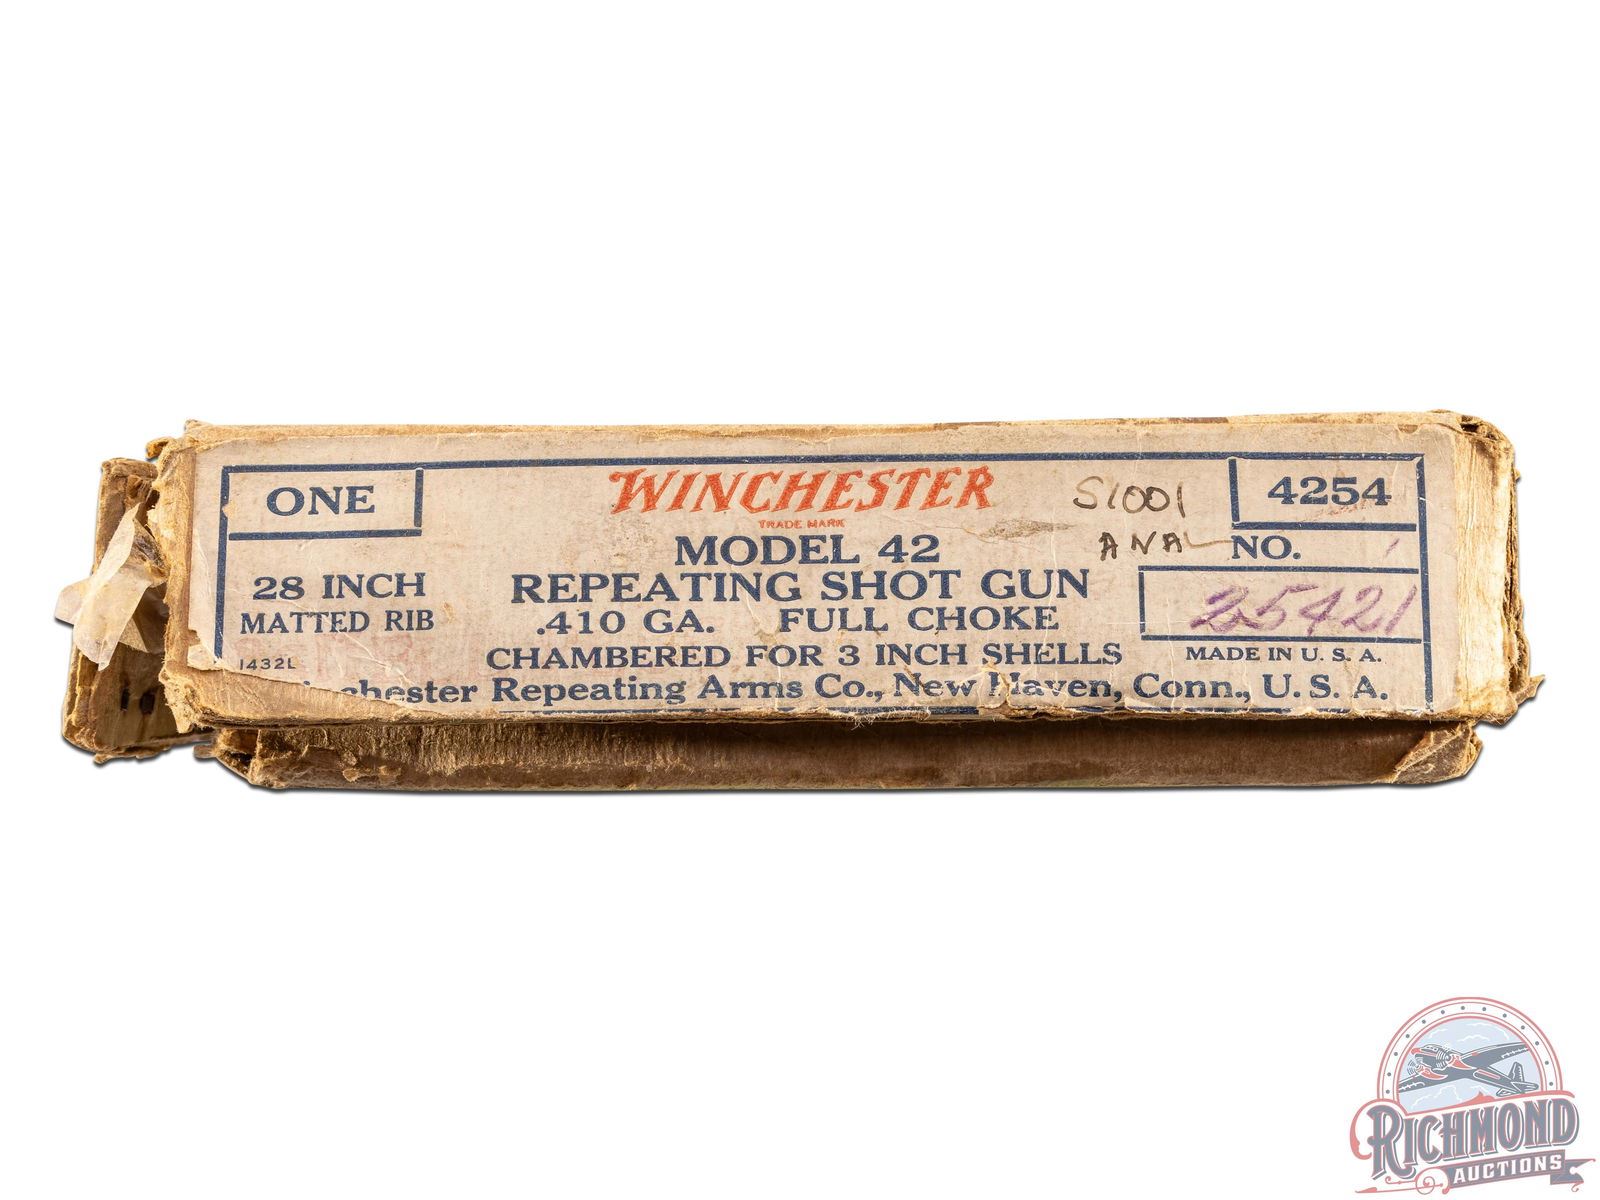 ONE
WINCHESTER
TRADE MARK
S1001
ANAL
4254
NO.
25421
MADE IN U. S. A.
28 INCH
MATTED RIB
1432L
MODEL 42
REPEATING SHOT GUN
.410 GA. FULL CHOKE
CHAMBERED FOR 3 INCH SHELLS
inchester Repeating Arms Co., New Haven, Conn., U. S. A.
RICHMOND
AUCTIONS